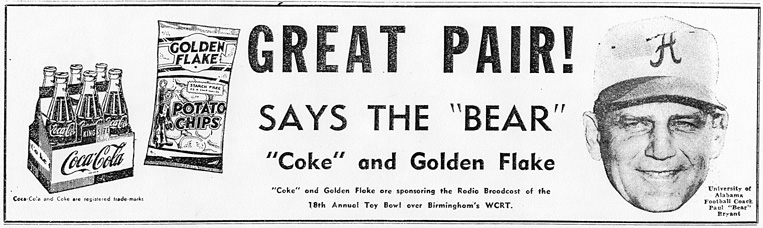 GREAT PAIR!
SAYS THE "BEAR"
"Coke" and Golden Flake
"Coke" and Golden Flake are sponsoring the Radio Broadcast of the
18th Annual Toy Bowl over Birmingham's WCRT.
GOLDEN
FLAKE
STARCH FREE
POTATO
CHIPS
Coca-Cola
KING SIZE
Coca-Cola
Coca-Cola and Coke are registered trade-marks
A
University of
Alabama
Football Coach
Paul "Bear"
Bryant